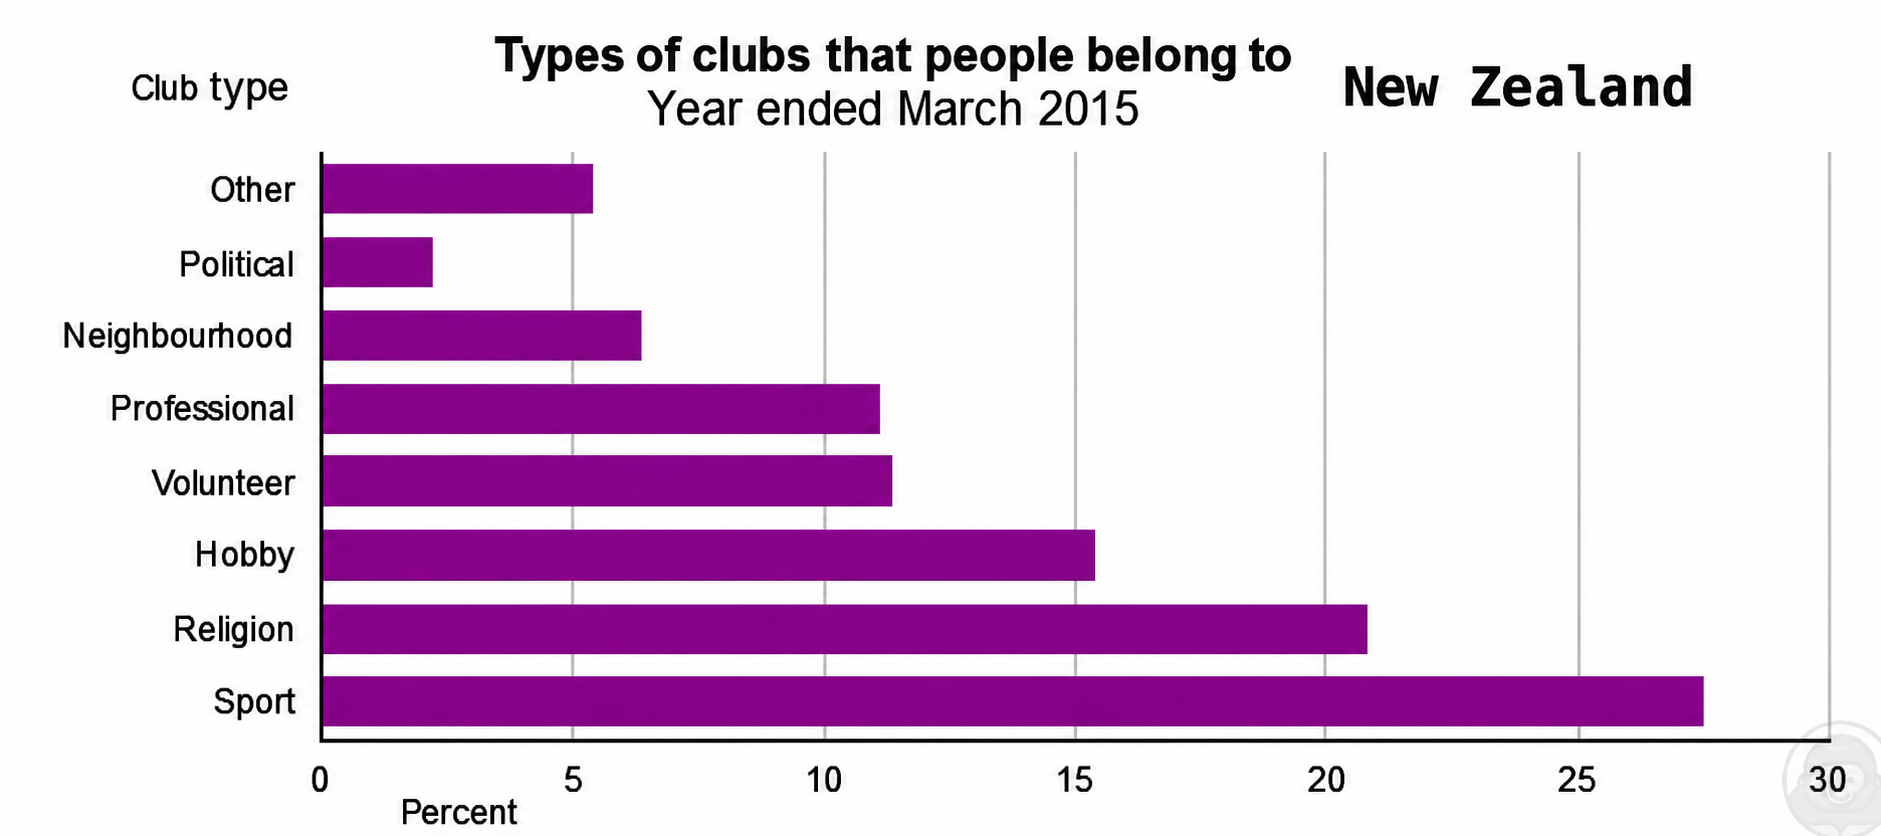 Types of clubs that people belong to
Year ended March 2015
New Zealand
Club type
Other
Political
Neighbourhood
Professional
Volunteer
Hobby
Religion
Sport
0 5 10 15 20 25 30
Percent